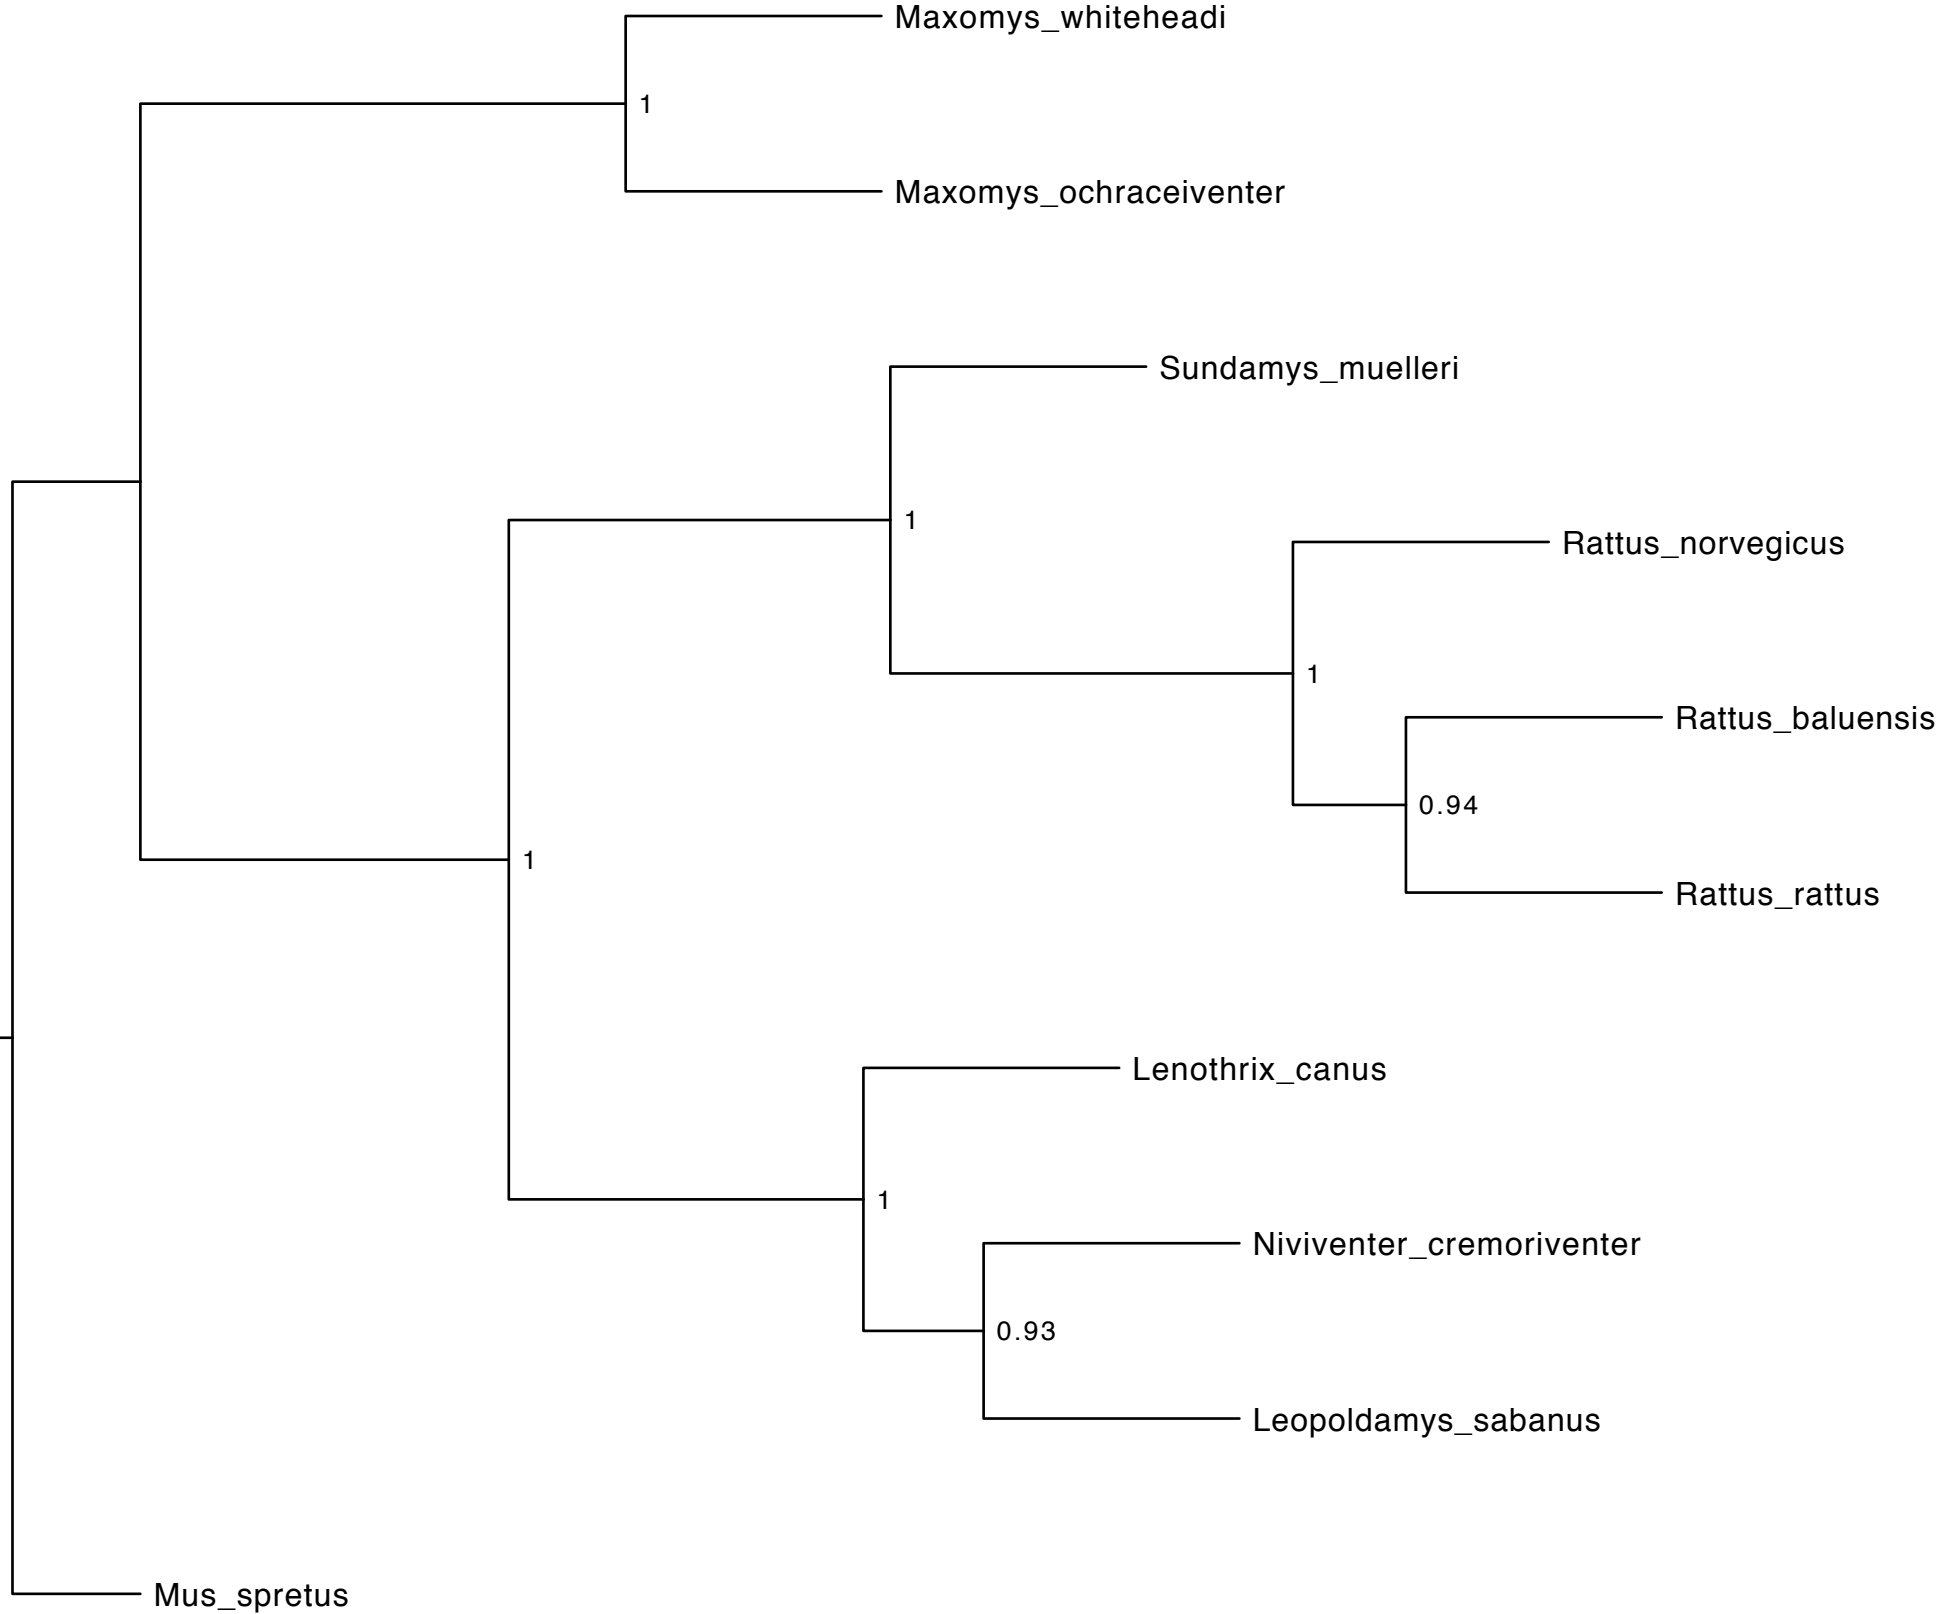 Maxomys_whiteheadi
1
Maxomys_ochraceiventer
Sundamys_muelleri
1
Rattus_norvegicus
1
Rattus_baluensis
0.94
1
Rattus_rattus
Lenothrix_canus
1
Niviventer_cremoriventer
0.93
Leopoldamys_sabanus
Mus_spretus